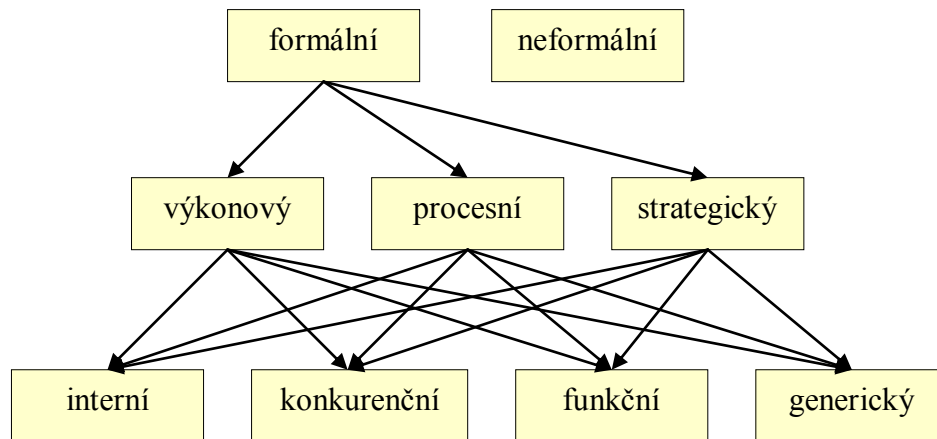 formální
neformální
výkonový
procesní
strategický
interní
konkurenční
funkční
generický